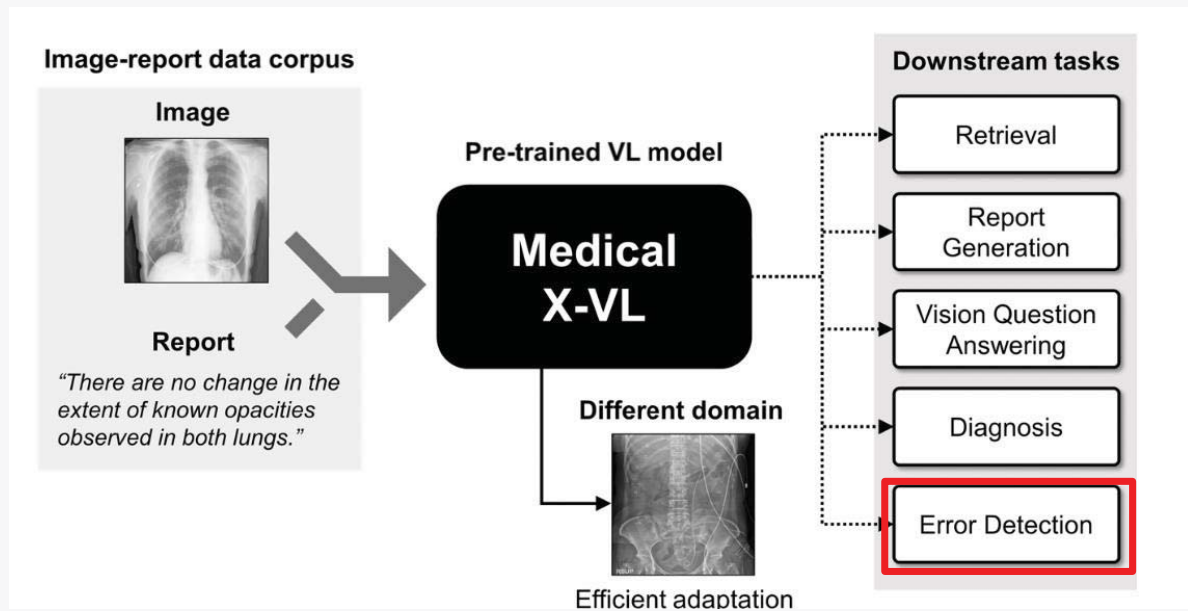 Image-report data corpus
Image
Report
“There are no change in the
extent of known opacities
observed in both lungs.”
Pre-trained VL model
Medical
X-VL
Different domain
Efficient adaptation
Downstream tasks
Retrieval
Report
Generation
Vision Question
Answering
Diagnosis
Error Detection